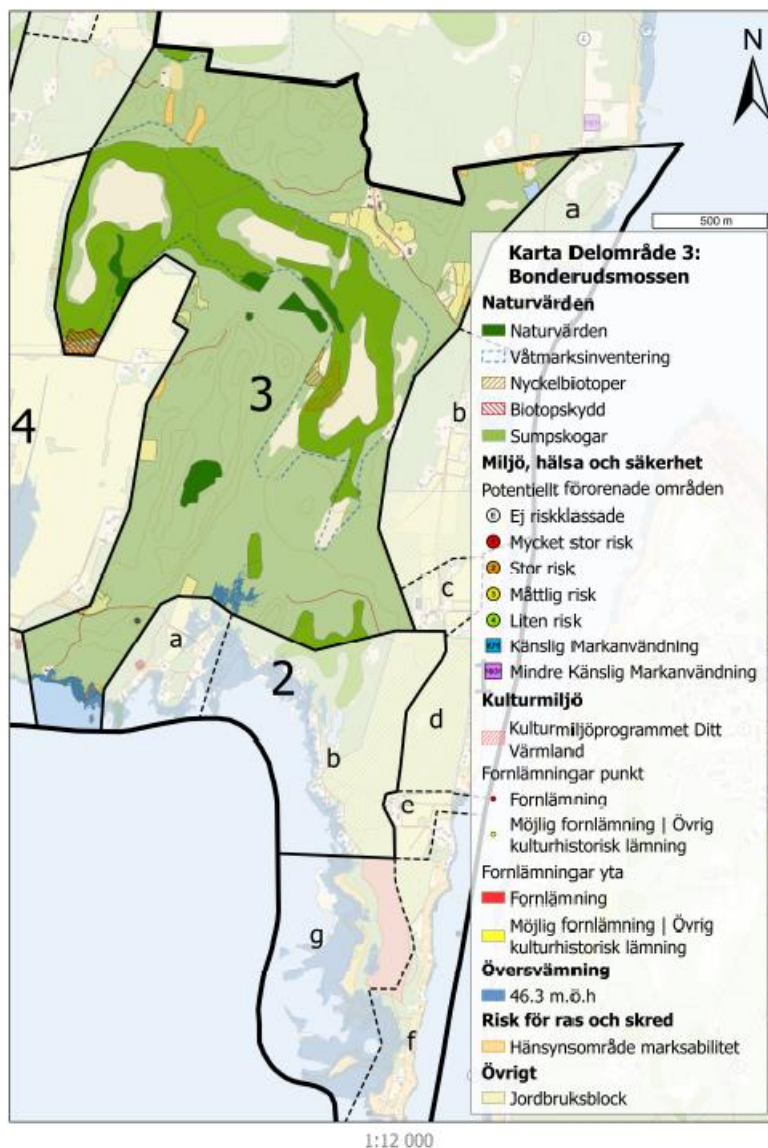 N
a
500 m
Karta Delområde 3:
Bonderudsmossen
Naturvärden
Naturvärden
Våtmarksinventering
Nyckelbiotoper
Biotopskydd
Sumpskogar
Miljö, hälsa och säkerhet
Potentiellt förorenade områden
Ej riskklassade
Mycket stor risk
Stor risk
Måttlig risk
Liten risk
Känslig Markanvändning
Mindre Känslig Markanvändning
Kulturmiljö
Kulturmiljöprogrammet Ditt
Värmland
Fornlämningar punkt
Fornlämning
Möjlig fornlämning | Övrig
kulturhistorisk lämning
Fornlämningar yta
Fornlämning
Möjlig fornlämning | Övrig
kulturhistorisk lämning
Översvämning
46.3 m.ö.h
Risk för ras och skred
Hänsynsområde marksabilitet
Övrigt
Jordbruksblock
3
4
b
c
a
2
d
b
e
g
f
1:12 000